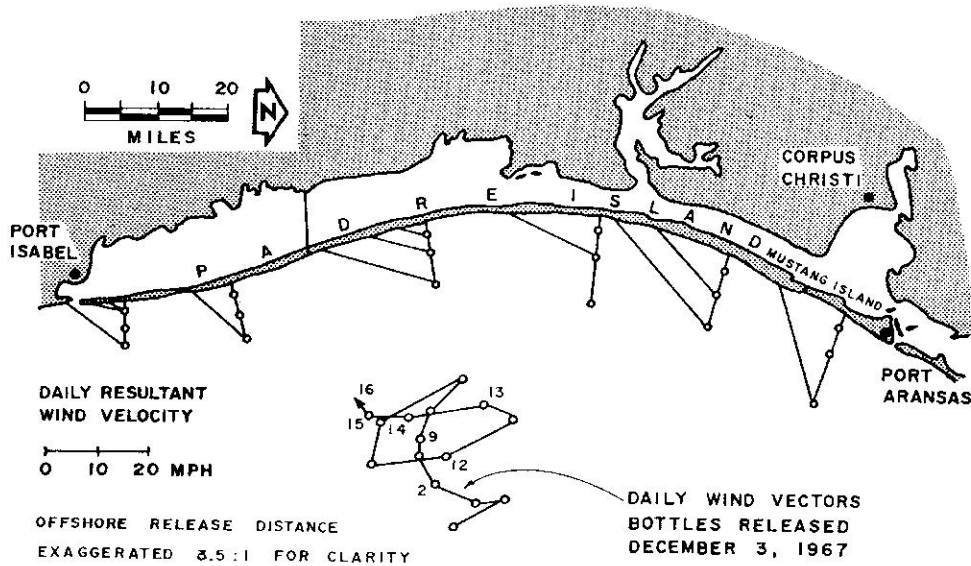 0 10 20
MILES
N
CORPUS
CHRISTI
PORT
ISABEL
PADRE ISLAND
MUSTANG ISLAND
PORT
ARANSAS
DAILY RESULTANT
WIND VELOCITY
0 10 20 MPH
16
15
14
13
9
12
2
OFFSHORE RELEASE DISTANCE
EXAGGERATED 3.5:1 FOR CLARITY
DAILY WIND VECTORS
BOTTLES RELEASED
DECEMBER 3, 1967